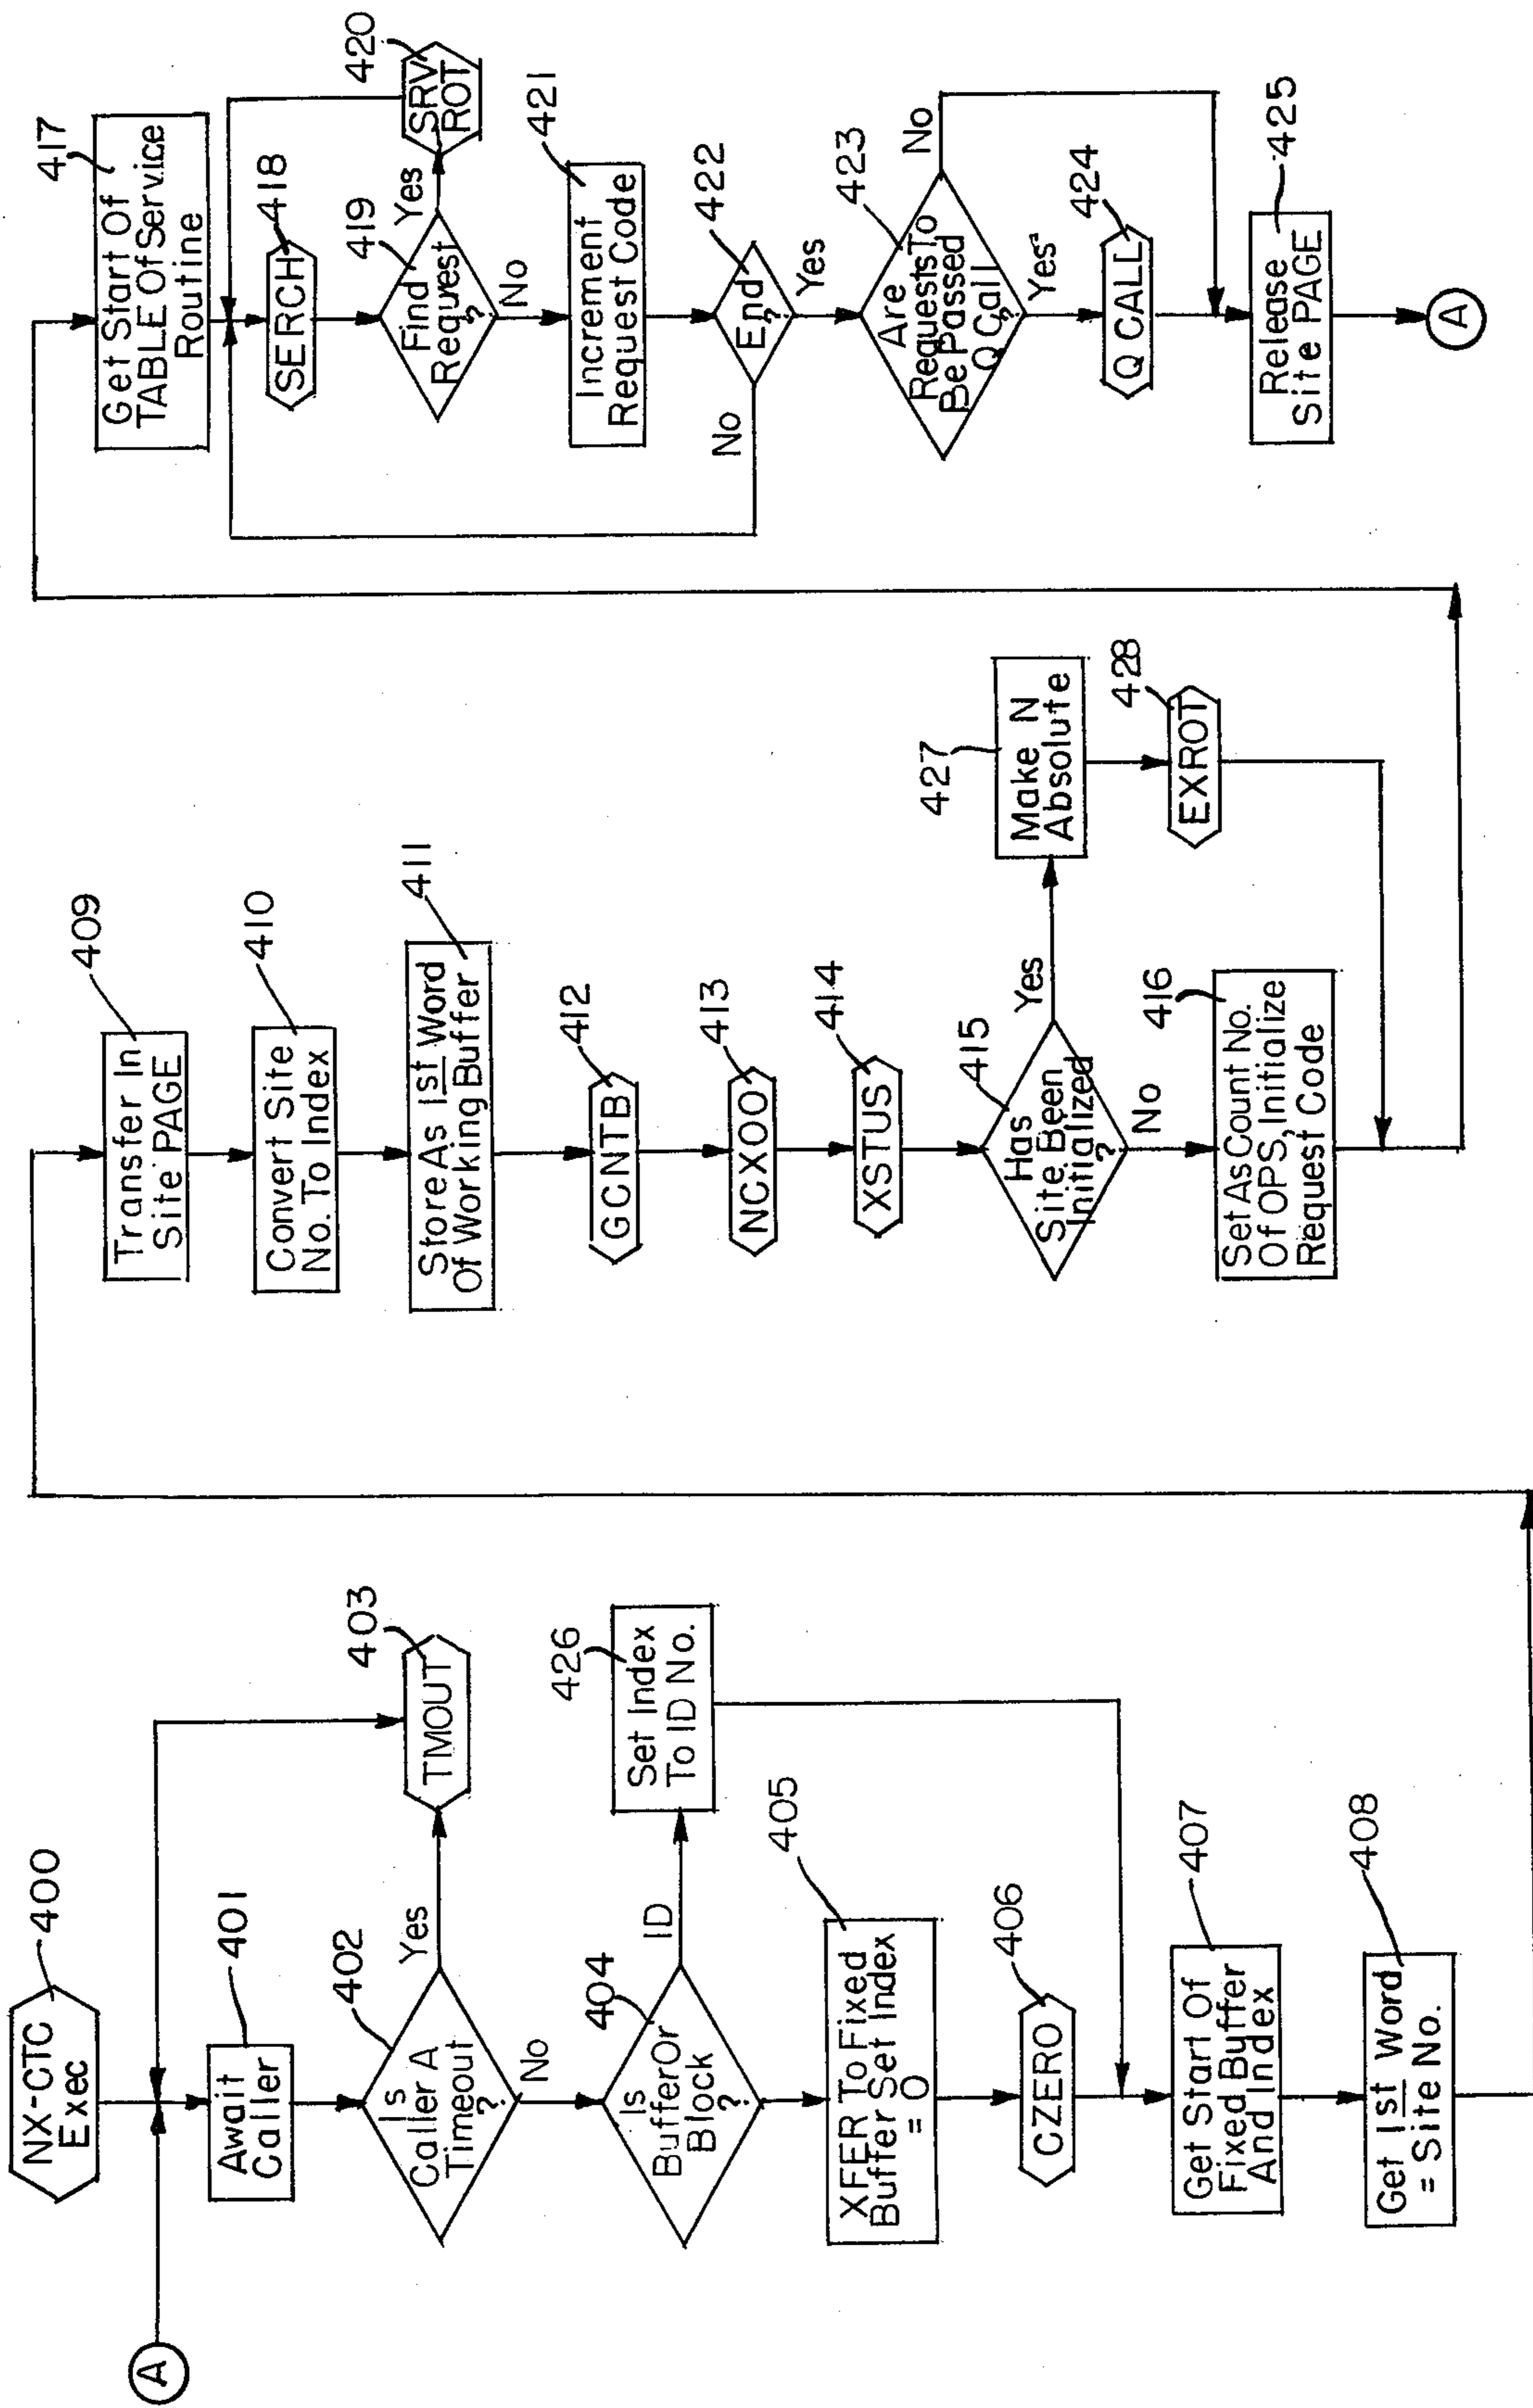 A
NX-CTC
Exec
400
Await
Caller
401
Is
Caller A
Timeout
?
402
Yes
No
TMOUT
403
Is
Buffer Or
Block
?
404
ID
Set Index
To ID No.
426
XFER To Fixed
Buffer Set Index
= 0
405
CZERO
406
Get Start Of
Fixed Buffer
And Index
407
Get 1st Word
= Site No.
408
Transfer In
Site PAGE
409
Convert Site
No. To Index
410
Store As 1st Word
Of Working Buffer
411
GCNTB
412
NCX00
413
XSTUS
414
Has
Site Been
Initialized
?
415
Yes
No
Make N
Absolute
427
EXROT
428
Set As Count No.
Of OPS, Initialize
Request Code
416
Get Start Of
TABLE Of Service
Routine
417
SERCH
418
Find
Request
?
419
Yes
No
SRV
ROT
420
Increment
Request Code
421
End
?
422
No
Yes
Are
Requests To
Be Passed
Q Call
?
423
No
Yes
Q CALL
424
Release
Site PAGE
425
A